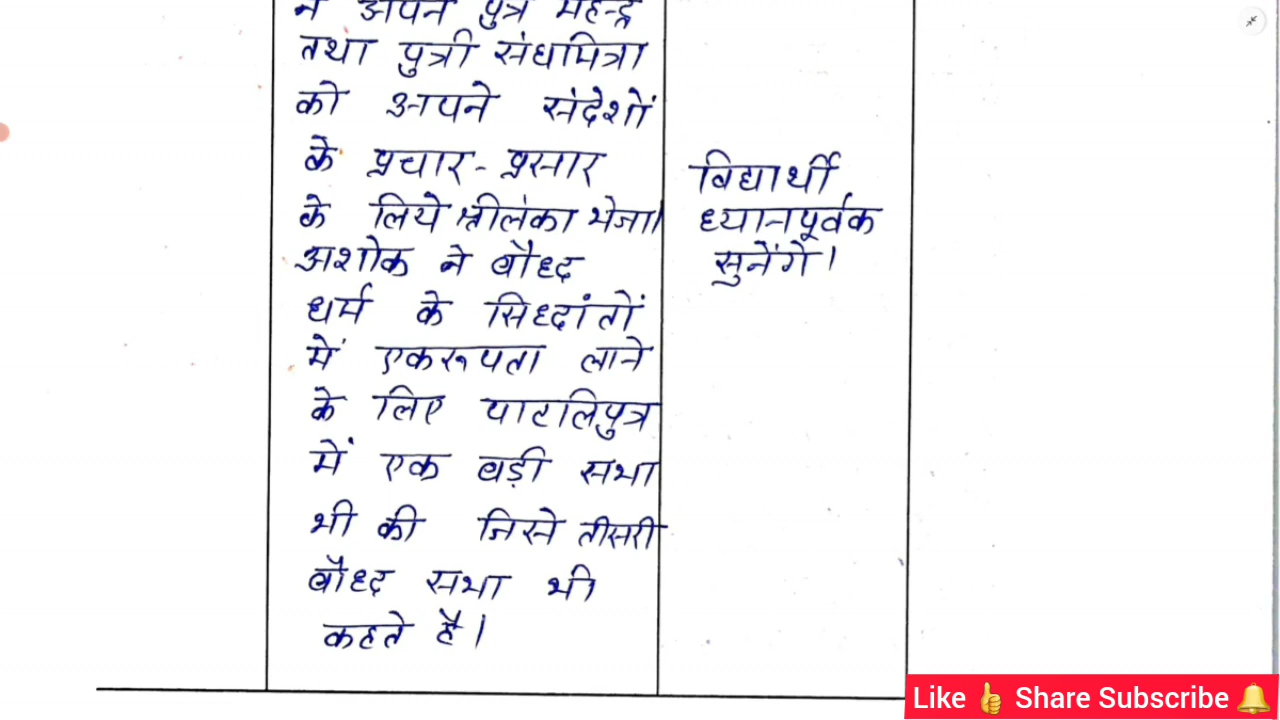 ने अपने पुत्र महेन्द्र
तथा पुत्री संघमित्रा
को अपने संदेशों
के प्रचार-प्रसार
के लिये श्रीलंका भेजा।
अशोक ने बौध्द
धर्म के सिध्दांतों
में एकरूपता लाने
के लिए पाटलिपुत्र
में एक बड़ी सभा
भी की जिसे तीसरी
बौध्द सभा भी
कहते है।
विद्यार्थी
ध्यानपूर्वक
सुनेंगे।
Like 👍 Share Subscribe 🔔